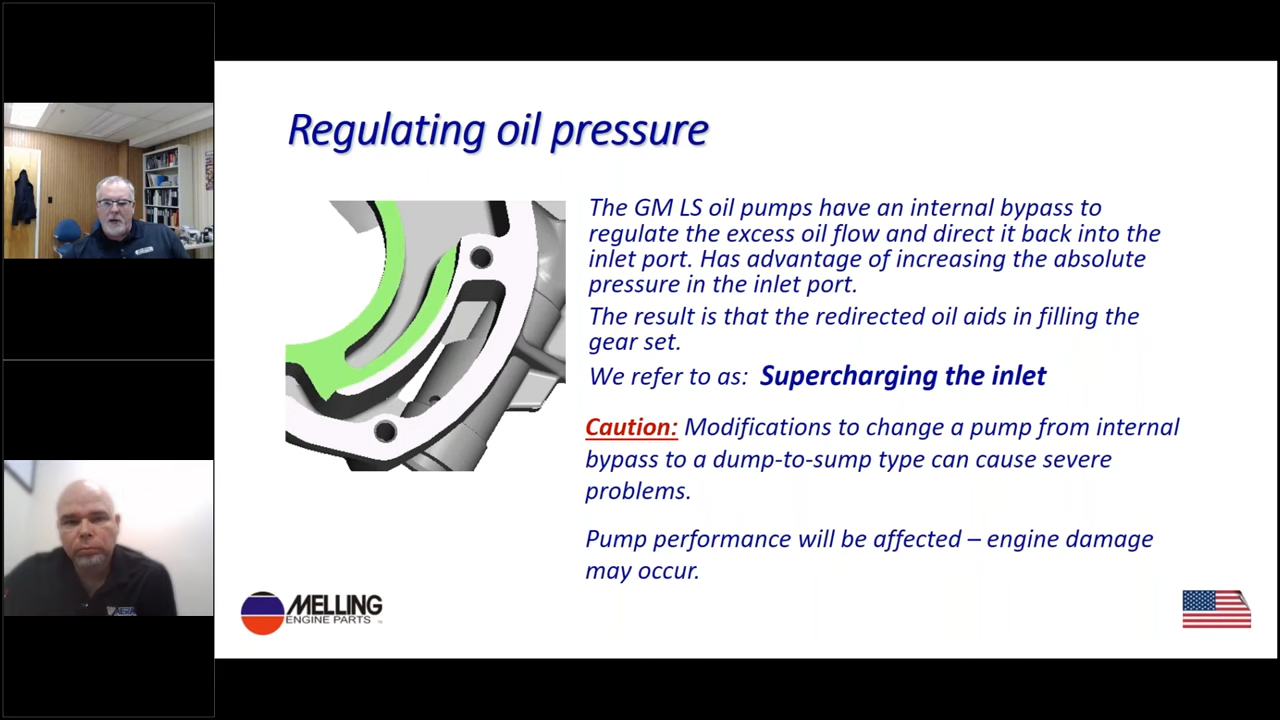 Regulating oil pressure
The GM LS oil pumps have an internal bypass to
regulate the excess oil flow and direct it back into the
inlet port. Has advantage of increasing the absolute
pressure in the inlet port.
The result is that the redirected oil aids in filling the
gear set.
We refer to as: Supercharging the inlet
Caution: Modifications to change a pump from internal
bypass to a dump-to-sump type can cause severe
problems.
Pump performance will be affected – engine damage
may occur.
MELLING
ENGINE PARTS